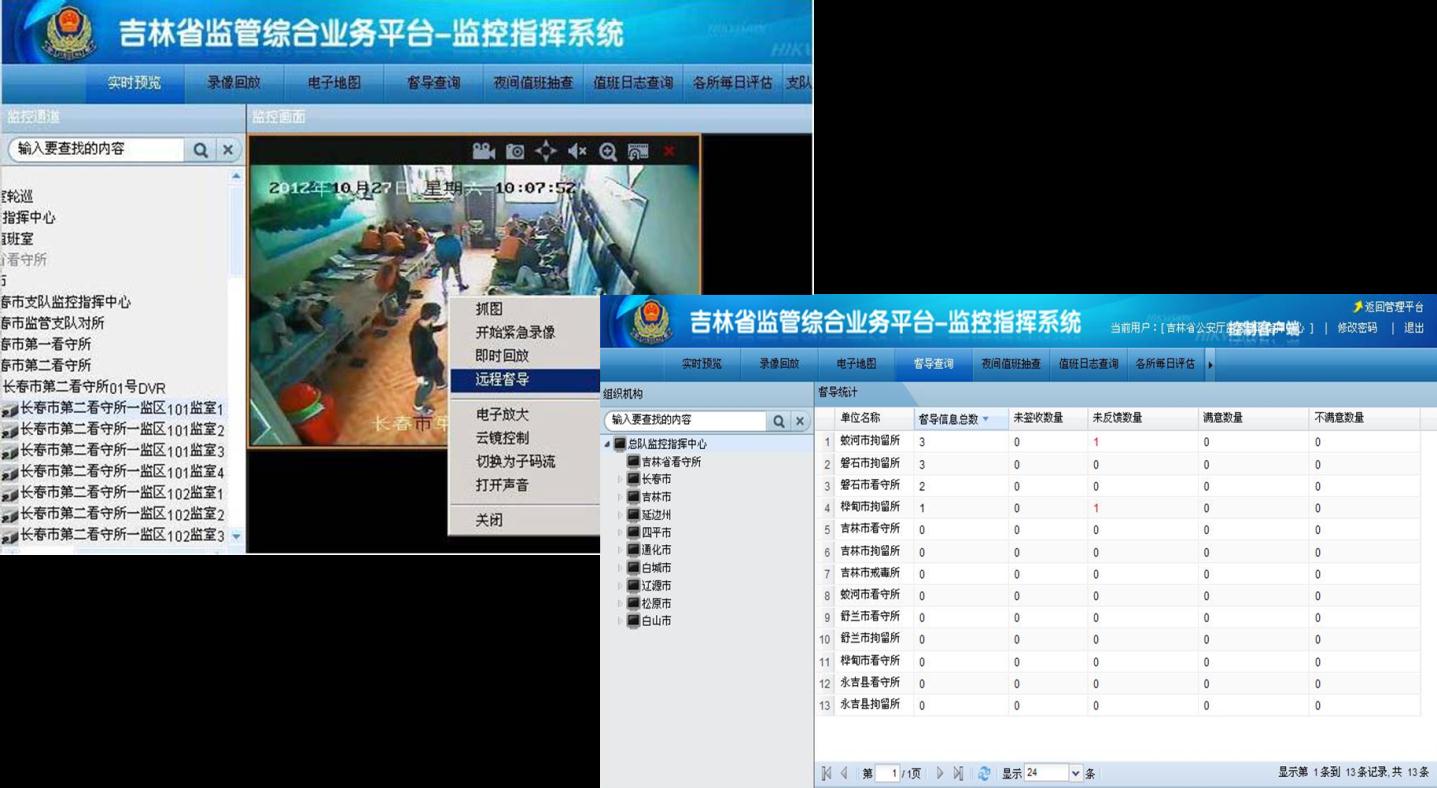 吉林省监管综合业务平台-监控指挥系统
实时预览 录像回放 电子地图 督导查询 夜间值班抽查 值班日志查询 各所每日评估 支队
监控通道 监控画面
输入要查找的内容
轮巡
指挥中心
班室
看守所
春市支队监控指挥中心
春市监管支队对所
春市第一看守所
春市第二看守所
长春市第二看守所01号DVR
长春市第二看守所一监区101监室1
长春市第二看守所一监区101监室2
长春市第二看守所一监区101监室3
长春市第二看守所一监区101监室4
长春市第二看守所一监区102监室1
长春市第二看守所一监区102监室2
长春市第二看守所一监区102监室3
2012年10月27日 星期六 10:07:52
长春市
抓图
开始紧急录像
即时回放
远程督导
电子放大
云镜控制
切换为子码流
打开声音
关闭
返回管理平台
吉林省监管综合业务平台-监控指挥系统
当前用户:[吉林省公安厅 控制客户端 ] | 修改密码 | 退出
实时预览 录像回放 电子地图 督导查询 夜间值班抽查 值班日志查询 各所每日评估
组织机构 督导统计
输入要查找的内容
总队监控指挥中心
吉林省看守所
长春市
吉林市
延边州
四平市
通化市
白城市
辽源市
松原市
白山市
单位名称 督导信息总数 未签收数量 未反馈数量 满意数量 不满意数量
1 蛟河市拘留所 3 0 1 0 0
2 磐石市拘留所 3 0 0 0 0
3 磐石市看守所 2 0 0 0 0
4 桦甸市拘留所 1 0 1 0 0
5 吉林市看守所 0 0 0 0 0
6 吉林市拘留所 0 0 0 0 0
7 吉林市戒毒所 0 0 0 0 0
8 蛟河市看守所 0 0 0 0 0
9 舒兰市看守所 0 0 0 0 0
10 舒兰市拘留所 0 0 0 0 0
11 桦甸市看守所 0 0 0 0 0
12 永吉县看守所 0 0 0 0 0
13 永吉县拘留所 0 0 0 0 0
第 1 /1页 显示 24 条 显示第 1条到 13条记录,共 13条